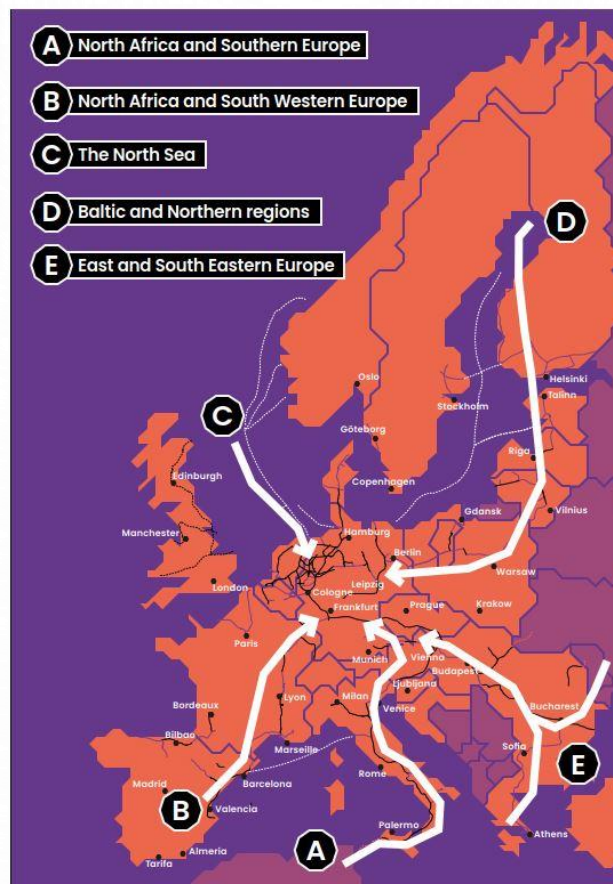 A North Africa and Southern Europe
B North Africa and South Western Europe
C The North Sea
D Baltic and Northern regions
E East and South Eastern Europe
D
Oslo
Helsinki
Talinn
Stockholm
C
Göteborg
Riga
Edinburgh
Copenhagen
Gdansk
Vilnius
Manchester
Hamburg
Berlin
Warsaw
London
Leipzig
Cologne
Frankfurt
Prague
Krakow
Paris
Munich
Vienna
Budapest
Ljubljana
Lyon
Milan
Venice
Bordeaux
Bucharest
Bilbao
Marseille
Sofia
Rome
E
Madrid
Barcelona
B
Valencia
Palermo
Athens
A
Almeria
Tarifa